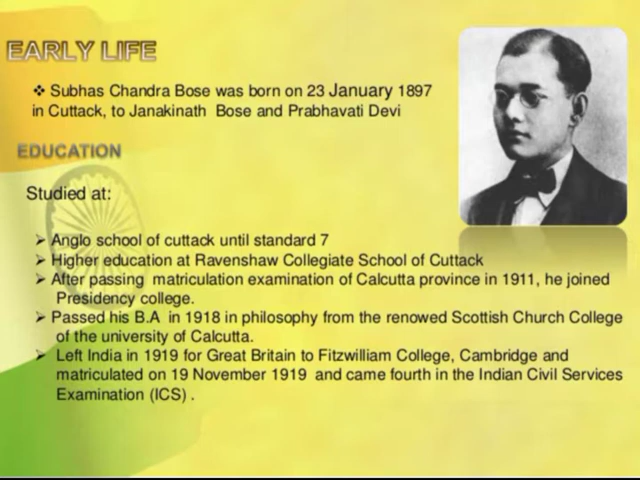 EARLY LIFE
❖ Subhas Chandra Bose was born on 23 January 1897
in Cuttack, to Janakinath Bose and Prabhavati Devi
EDUCATION
Studied at:
➢ Anglo school of cuttack until standard 7
➢ Higher education at Ravenshaw Collegiate School of Cuttack
➢ After passing matriculation examination of Calcutta province in 1911, he joined
Presidency college.
➢ Passed his B.A in 1918 in philosophy from the renowed Scottish Church College
of the university of Calcutta.
➢ Left India in 1919 for Great Britain to Fitzwilliam College, Cambridge and
matriculated on 19 November 1919 and came fourth in the Indian Civil Services
Examination (ICS) .